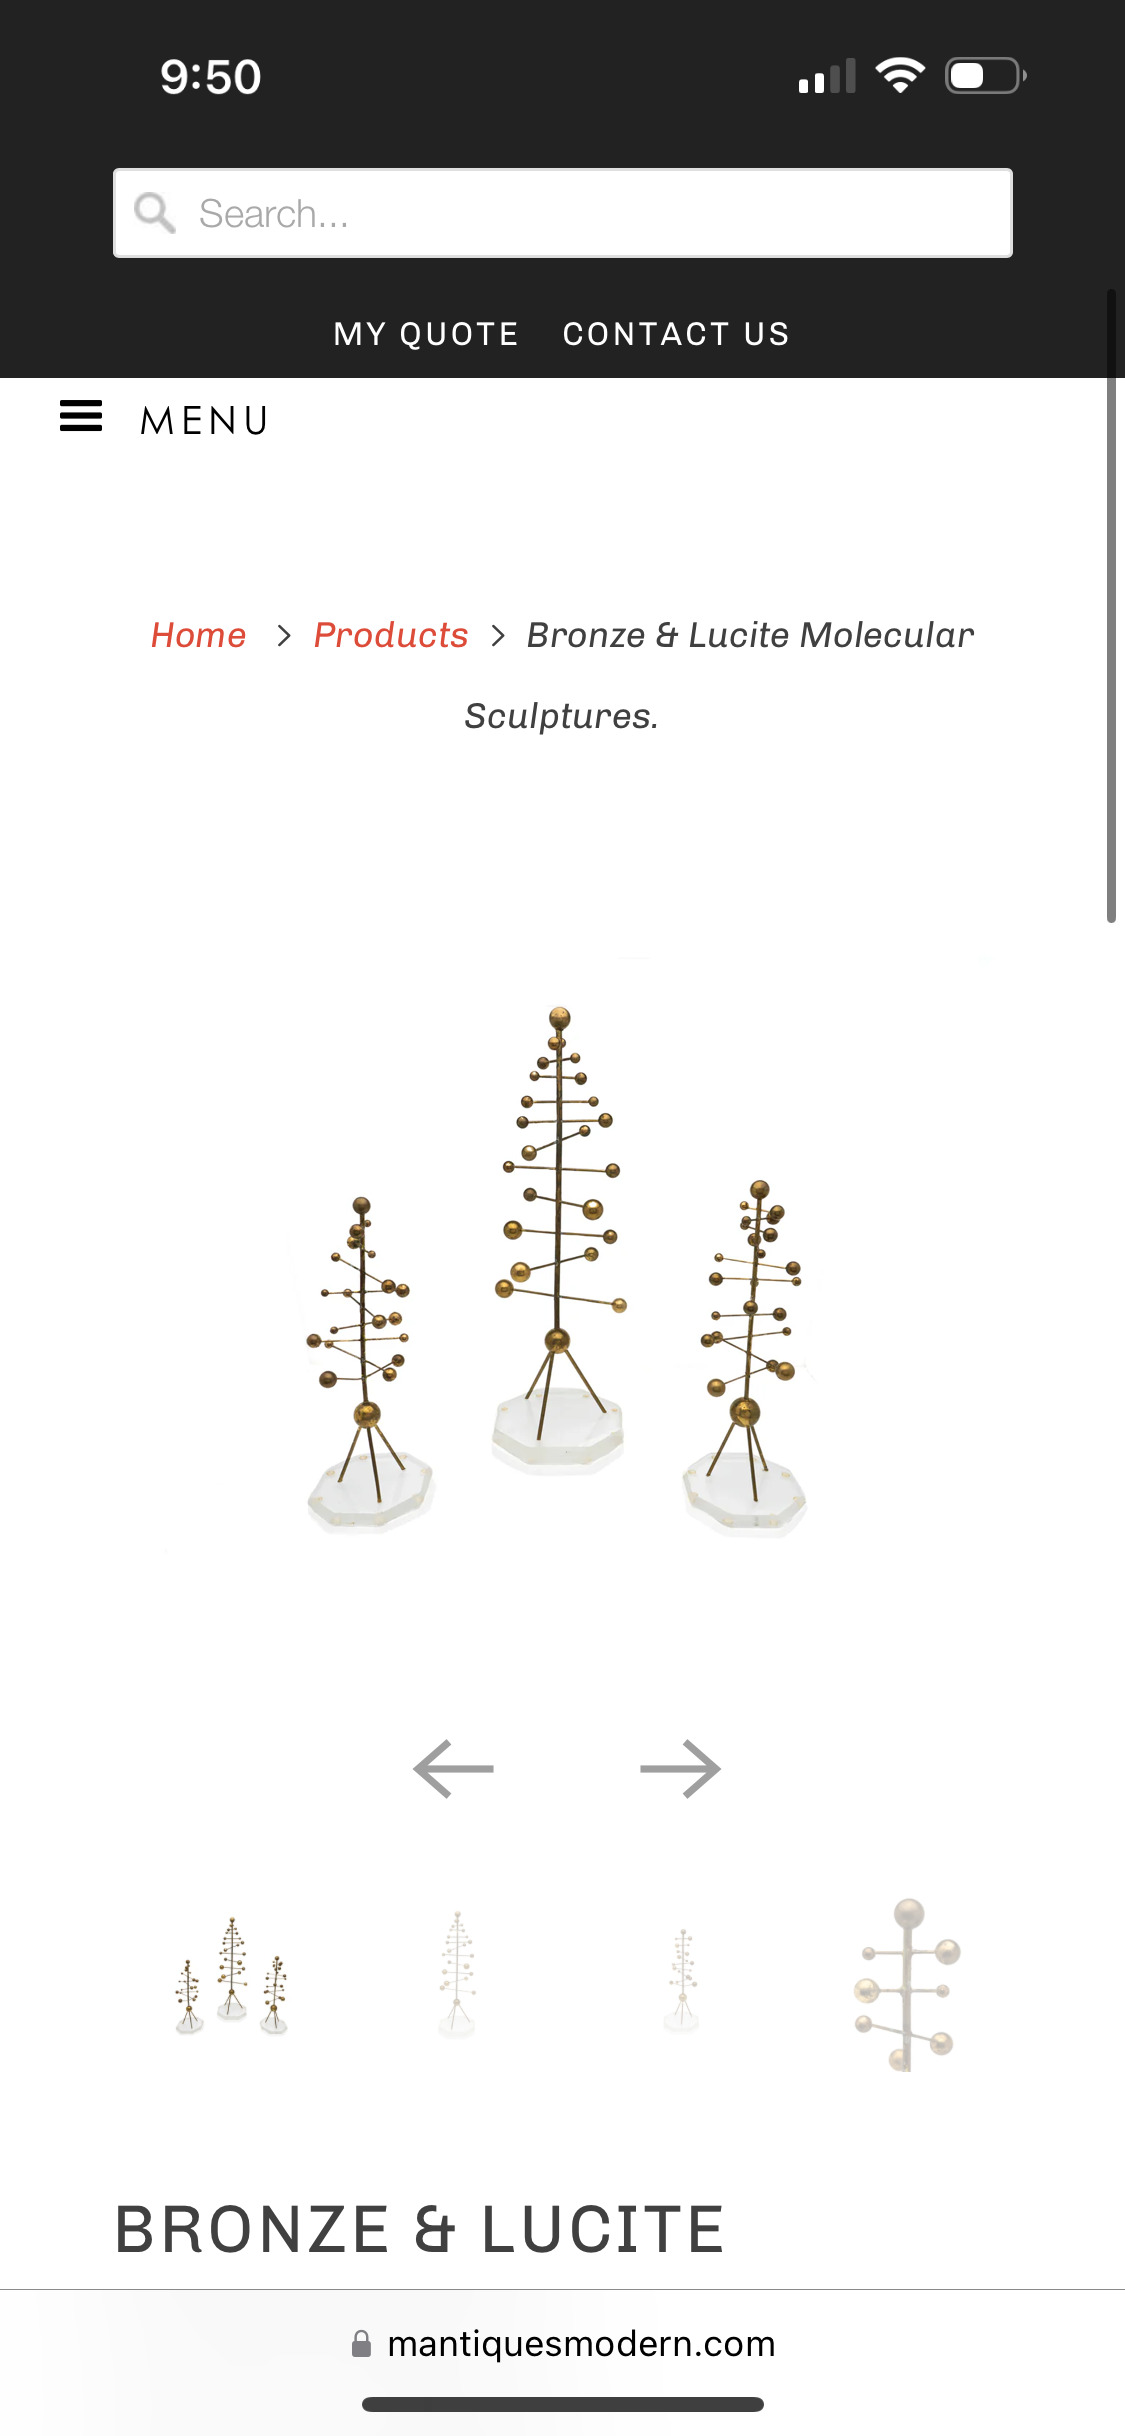 9:50
Search...
MY QUOTE CONTACT US
MENU
Home > Products > Bronze & Lucite Molecular
Sculptures.
BRONZE & LUCITE
mantiquesmodern.com